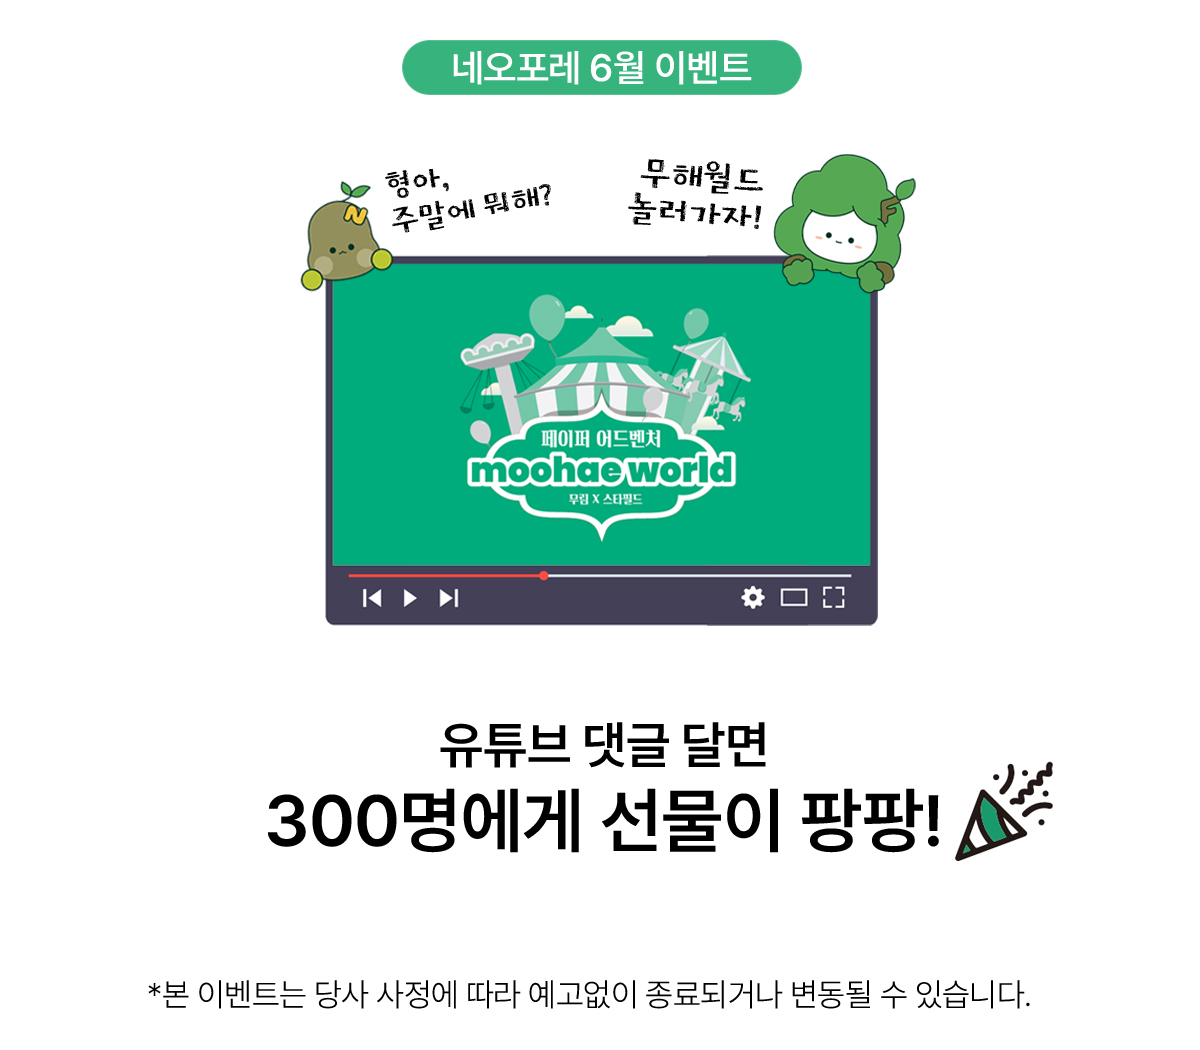 네오포레 6월 이벤트
형아,
주말에 뭐해?
무해월드
놀러가자!
N
F
페이퍼 어드벤처
moohae world
무림 X 스타필드
유튜브 댓글 달면
300명에게 선물이 팡팡!
*본 이벤트는 당사 사정에 따라 예고없이 종료되거나 변동될 수 있습니다.